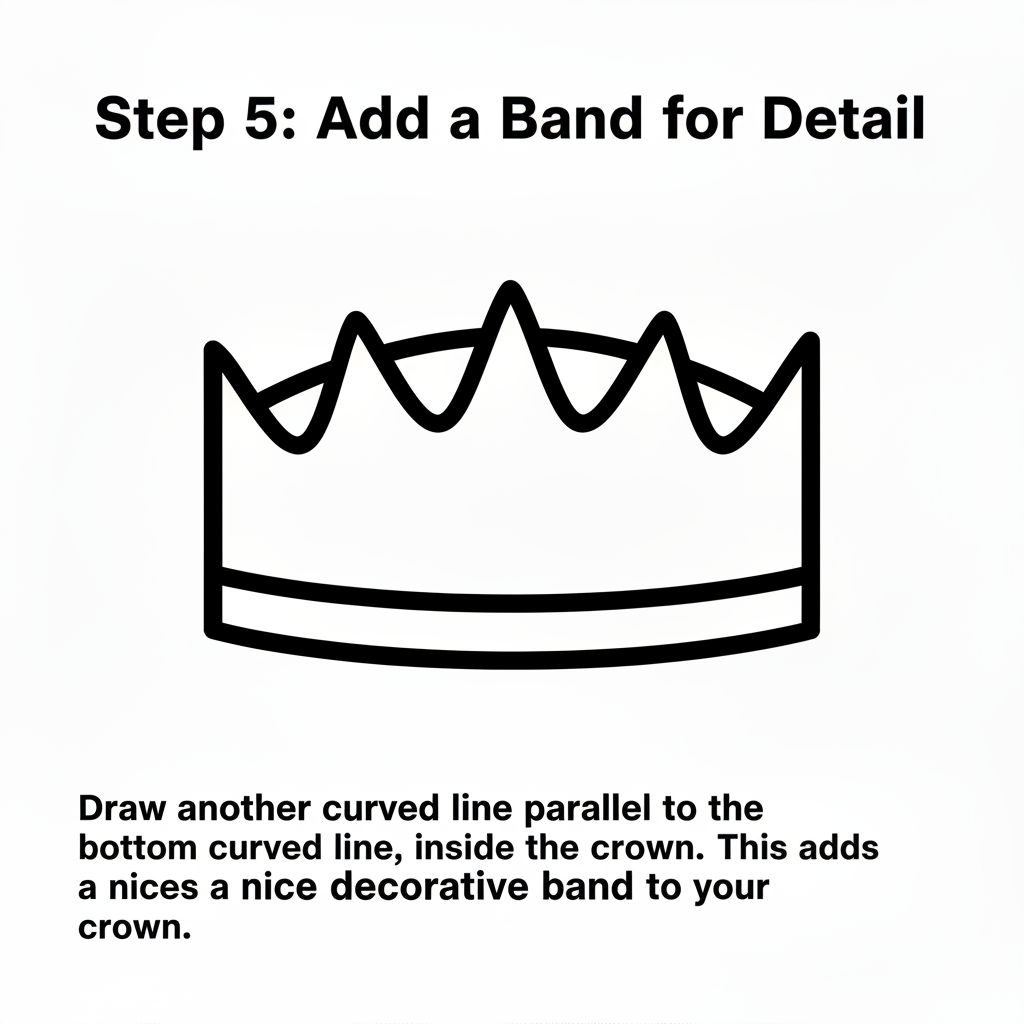 Step 5: Add a Band for Detail
Draw another curved line parallel to the
bottom curved line, inside the crown. This adds
a nices a nice decorative band to your
crown.